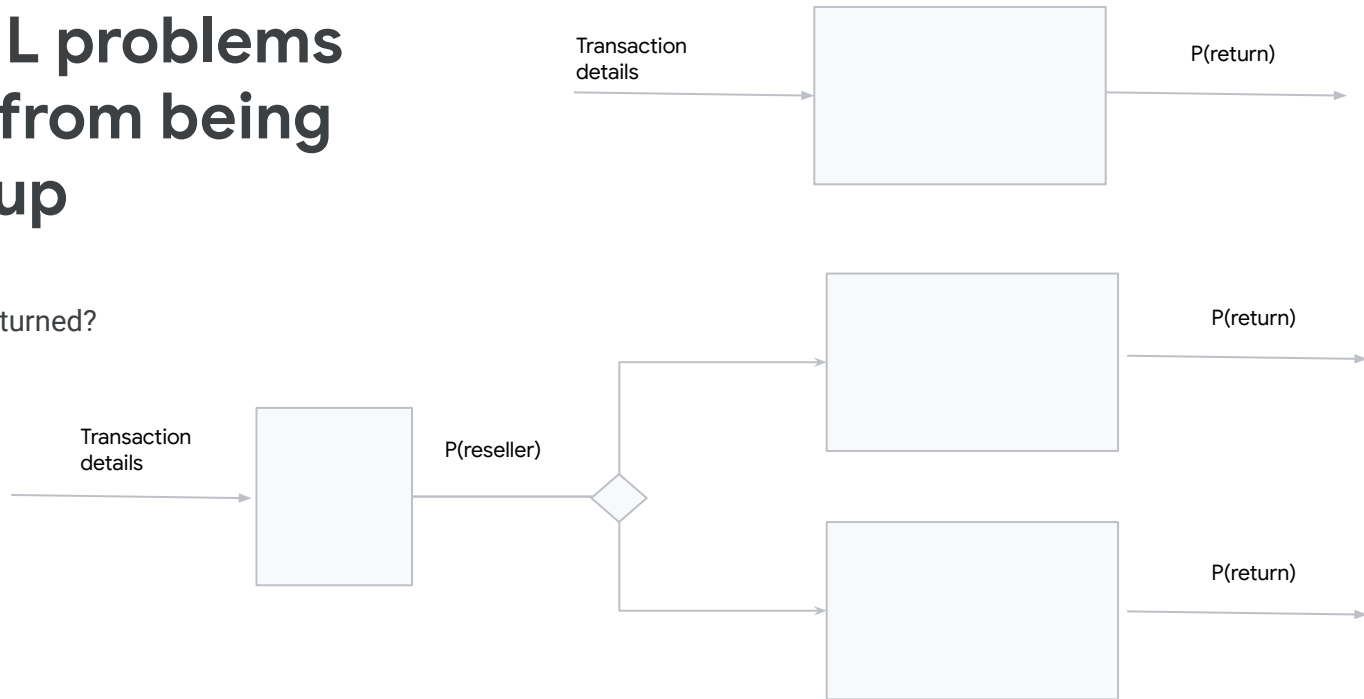 L problems
from being
up
Transaction
details
P(return)
turned?
P(return)
Transaction
details
P(reseller)
P(return)